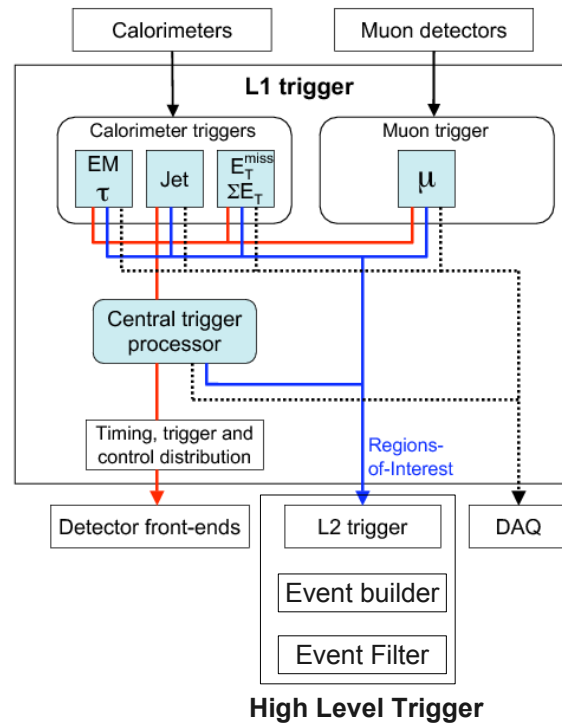 Calorimeters
Muon detectors
L1 trigger
Calorimeter triggers
Muon trigger
EM
τ
Jet
E_T^miss
ΣE_T
μ
Central trigger
processor
Timing, trigger and
control distribution
Regions-
of-Interest
Detector front-ends
L2 trigger
DAQ
Event builder
Event Filter
High Level Trigger